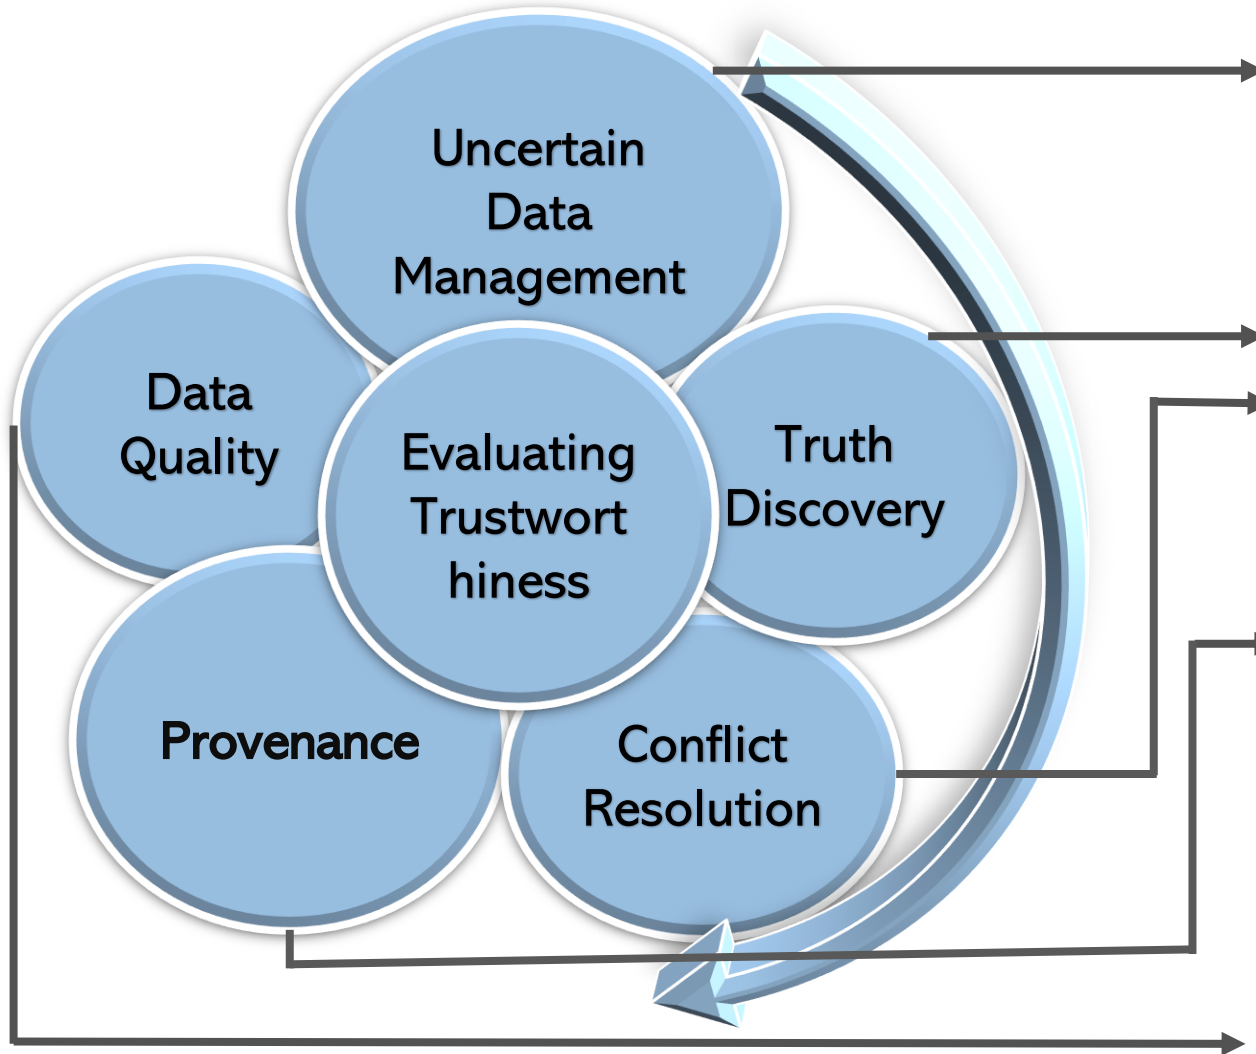 Uncertain
Data
Management
Data
Quality
Evaluating
Trustwort
hiness
Truth
Discovery
Provenance
Conflict
Resolution